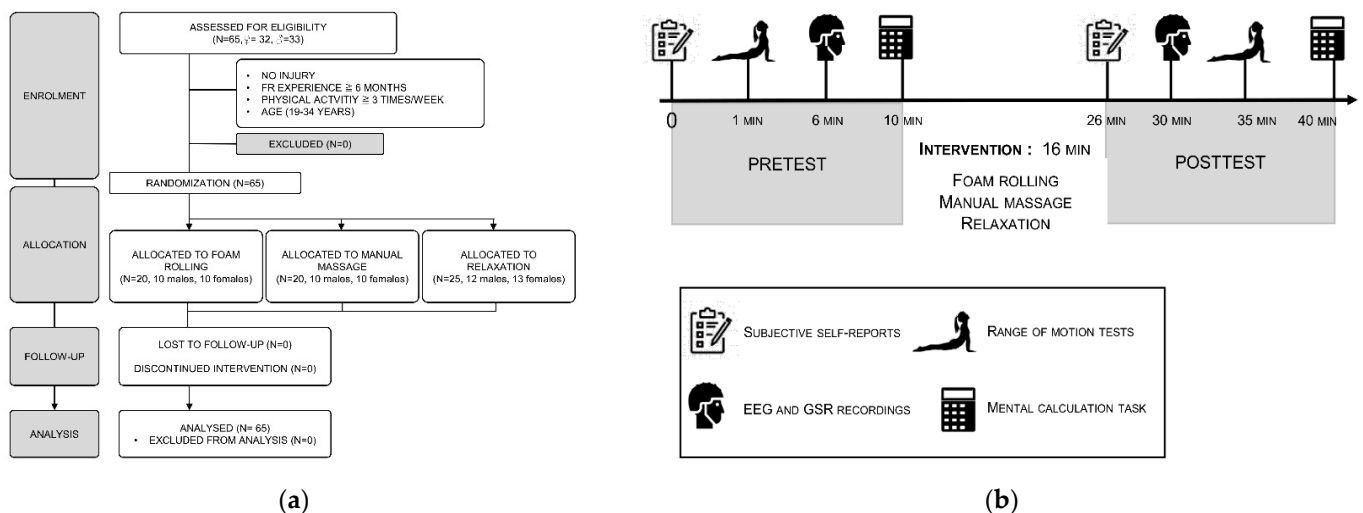 ASSESSED FOR ELIGIBILITY
(N=65,♀= 32, ♂=33)
ENROLMENT
• NO INJURY
• FR EXPERIENCE ≧ 6 MONTHS
• PHYSICAL ACTVITIY ≧ 3 TIMES/WEEK
• AGE (19-34 YEARS)
EXCLUDED (N=0)
RANDOMIZATION (N=65)
ALLOCATION
ALLOCATED TO FOAM
ROLLING
(N=20, 10 males, 10 females)
ALLOCATED TO MANUAL
MASSAGE
(N=20, 10 males, 10 females)
ALLOCATED TO
RELAXATION
(N=25, 12 males, 13 females)
FOLLOW-UP
LOST TO FOLLOW-UP (N=0)
DISCONTINUED INTERVENTION (N=0)
ANALYSIS
ANALYSED (N= 65)
• EXCLUDED FROM ANALYSIS (N=0)
(a)
0
1 MIN
6 MIN
10 MIN
26 MIN
30 MIN
35 MIN
40 MIN
PRETEST
INTERVENTION : 16 MIN
FOAM ROLLING
MANUAL MASSAGE
RELAXATION
POSTTEST
SUBJECTIVE SELF-REPORTS
RANGE OF MOTION TESTS
EEG AND GSR RECORDINGS
MENTAL CALCULATION TASK
(b)